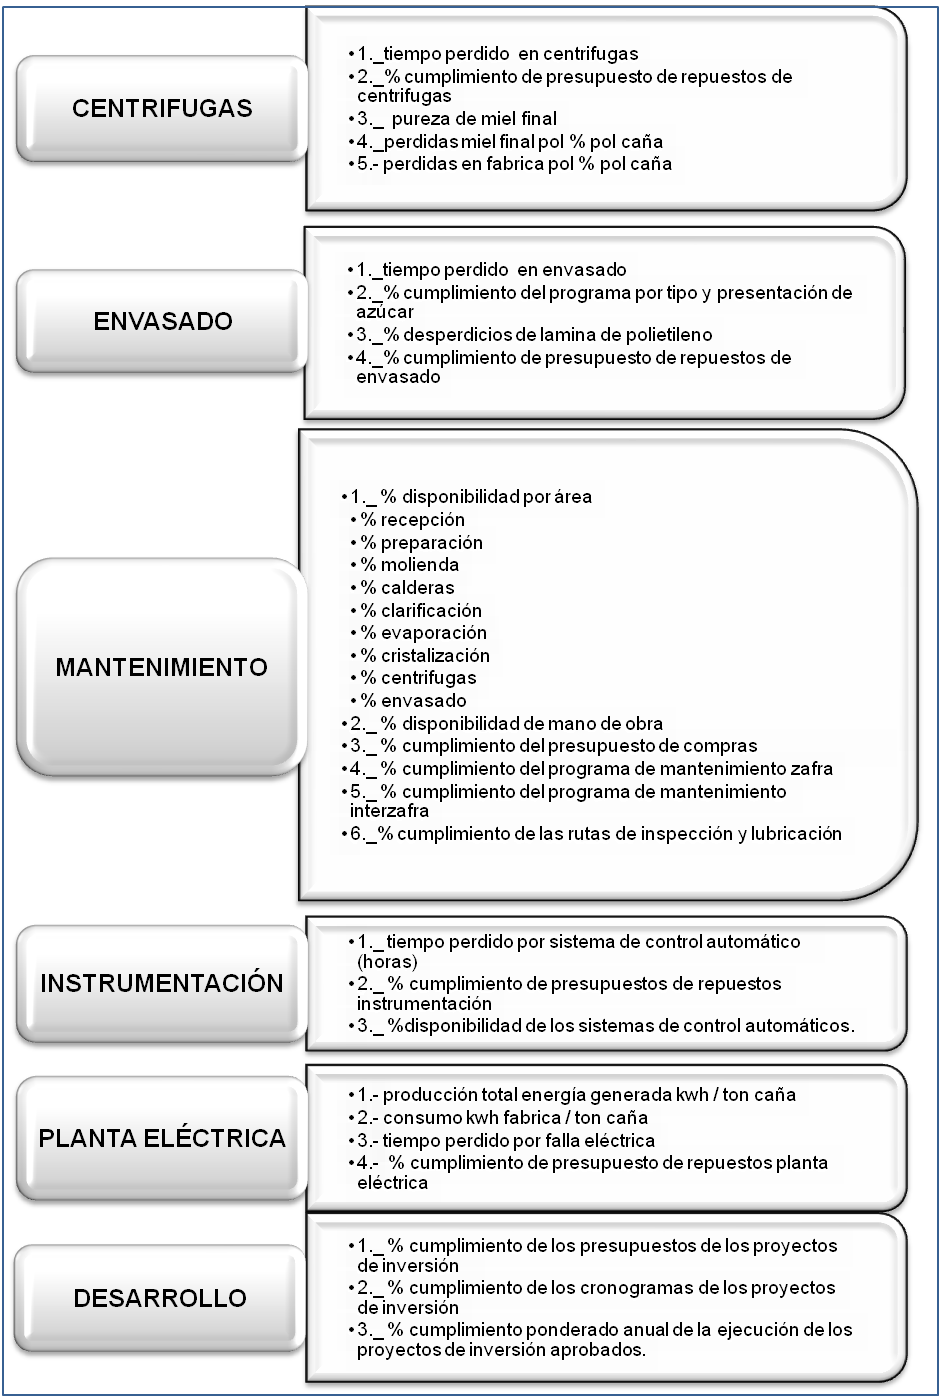 CENTRIFUGAS
•1._tiempo perdido  en centrifugas
•2._% cumplimiento de presupuesto de repuestos de
centrifugas
•3._  pureza de miel final
•4._perdidas miel final pol % pol caña
•5.- perdidas en fabrica pol % pol caña
ENVASADO
•1._tiempo perdido  en envasado
•2._% cumplimiento del programa por tipo y presentación de
azúcar
•3._% desperdicios de lamina de polietileno
•4._% cumplimiento de presupuesto de repuestos de
envasado
MANTENIMIENTO
•1._ % disponibilidad por área
•% recepción
•% preparación
•% molienda
•% calderas
•% clarificación
•% evaporación
•% cristalización
•% centrifugas
•% envasado
•2._ % disponibilidad de mano de obra
•3._ % cumplimiento del presupuesto de compras
•4._ % cumplimiento del programa de mantenimiento zafra
•5._ % cumplimiento del programa de mantenimiento
interzafra
•6._% cumplimiento de las rutas de inspección y lubricación
INSTRUMENTACIÓN
•1._ tiempo perdido por sistema de control automático
(horas)
•2._ % cumplimiento de presupuestos de repuestos
instrumentación
•3._ %disponibilidad de los sistemas de control automáticos.
PLANTA ELÉCTRICA
•1.- producción total energía generada kwh / ton caña
•2.- consumo kwh fabrica / ton caña
•3.- tiempo perdido por falla eléctrica
•4.-  % cumplimiento de presupuesto de repuestos planta
eléctrica
DESARROLLO
•1._ % cumplimiento de los presupuestos de los proyectos
de inversión
•2._ % cumplimiento de los cronogramas de los proyectos
de inversión
•3._ % cumplimiento ponderado anual de la ejecución de los
proyectos de inversión aprobados.